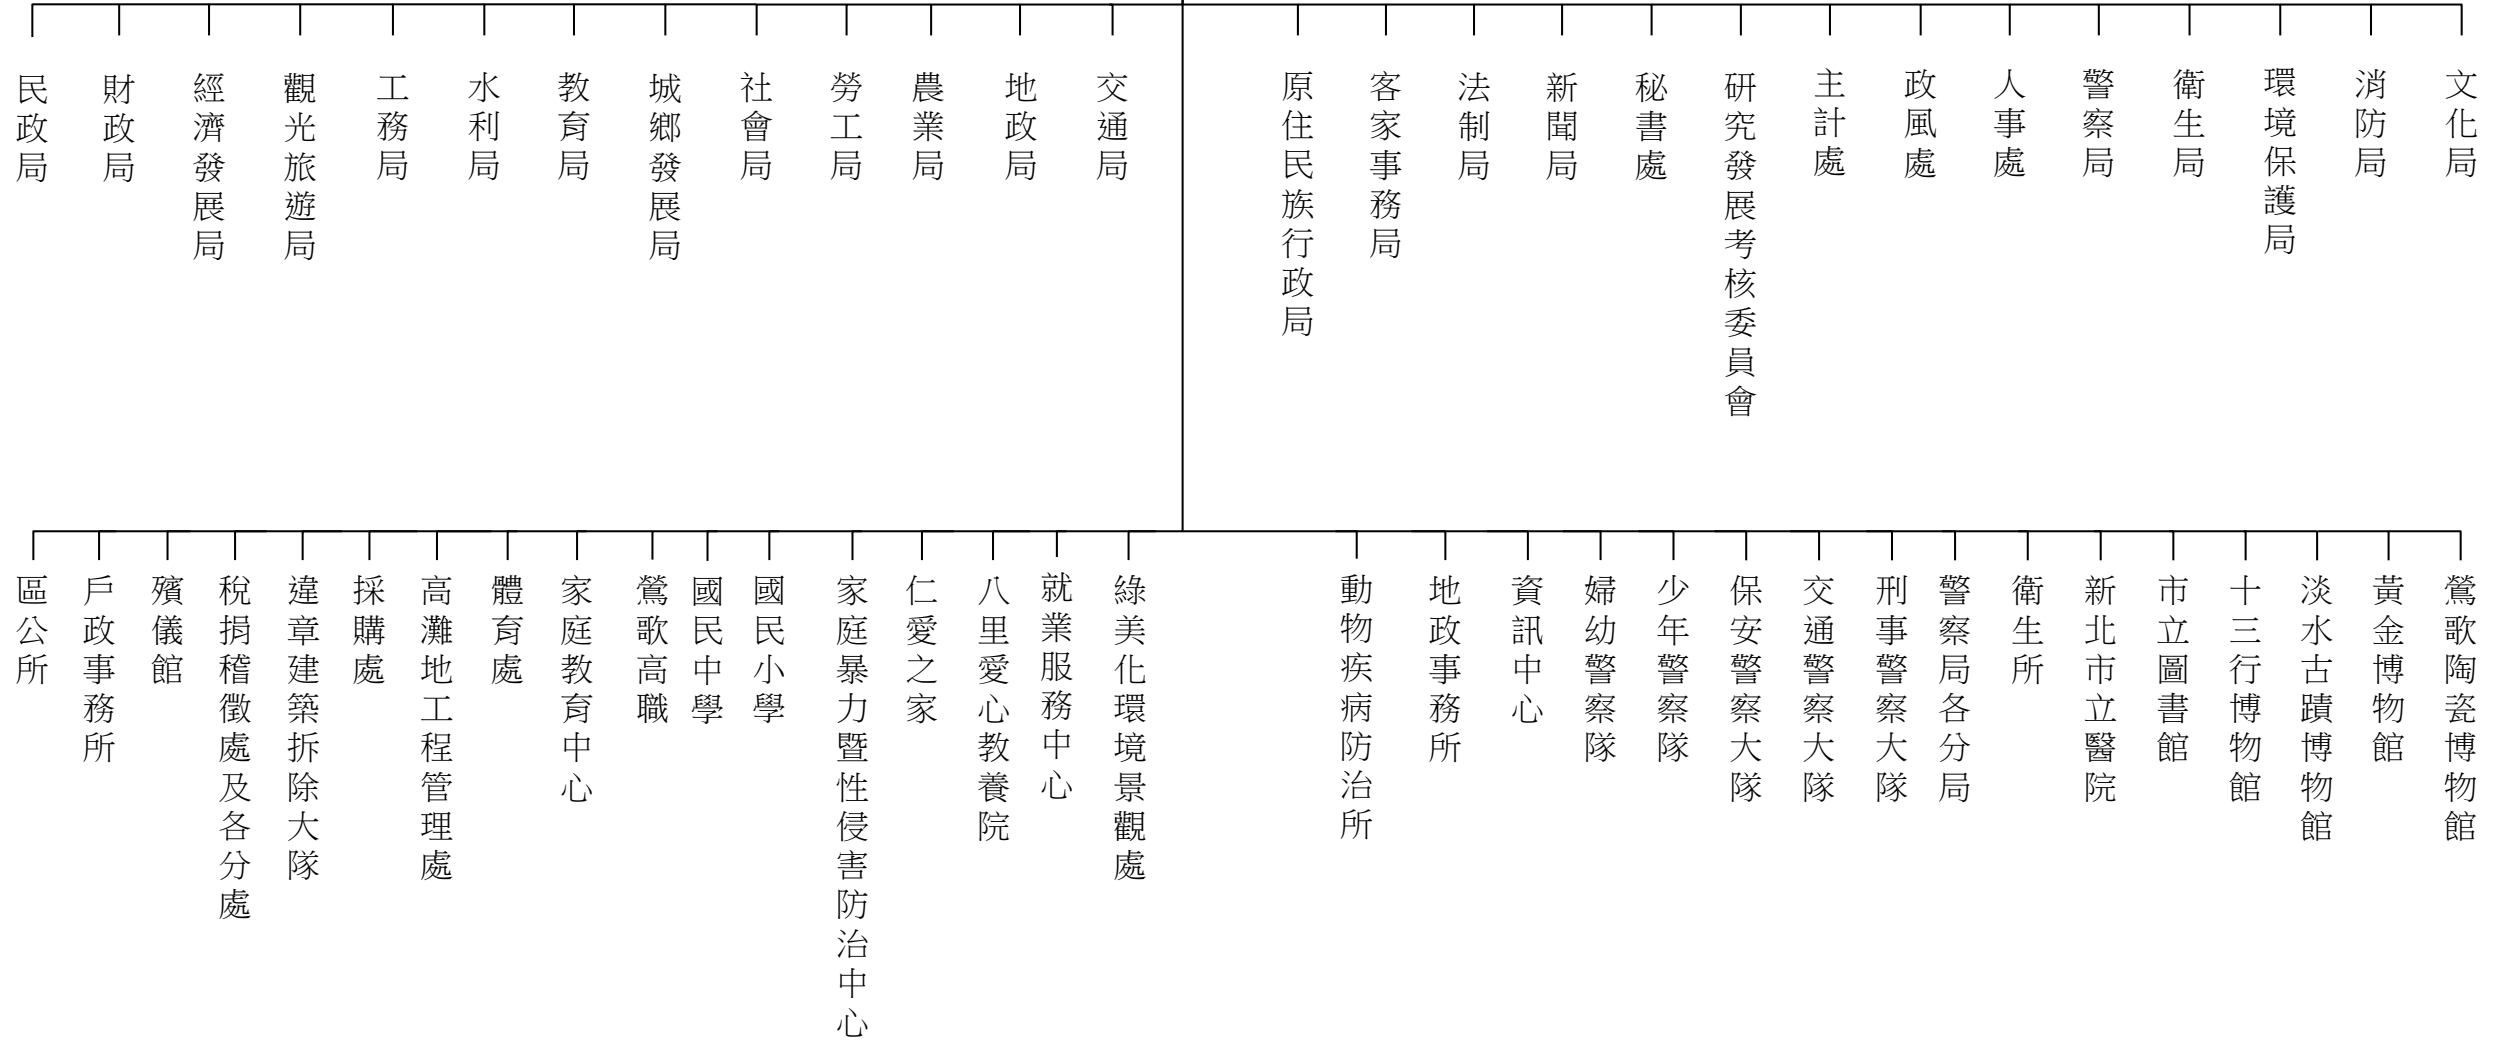 民政局
財政局
經濟發展局
觀光旅遊局
工務局
水利局
教育局
城鄉發展局
社會局
勞工局
農業局
地政局
交通局
原住民族行政局
客家事務局
法制局
新聞局
秘書處
研究發展考核委員會
主計處
政風處
人事處
警察局
衛生局
環境保護局
消防局
文化局
區公所
戶政事務所
殯儀館
稅捐稽徵處及各分處
違章建築拆除大隊
採購處
高灘地工程管理處
體育處
家庭教育中心
鶯歌高職
國民中學
國民小學
家庭暴力暨性侵害防治中心
仁愛之家
八里愛心教養院
就業服務中心
綠美化環境景觀處
動物疾病防治所
地政事務所
資訊中心
婦幼警察隊
少年警察隊
保安警察大隊
交通警察大隊
刑事警察大隊
警察局各分局
衛生所
新北市立醫院
市立圖書館
十三行博物館
淡水古蹟博物館
黃金博物館
鶯歌陶瓷博物館